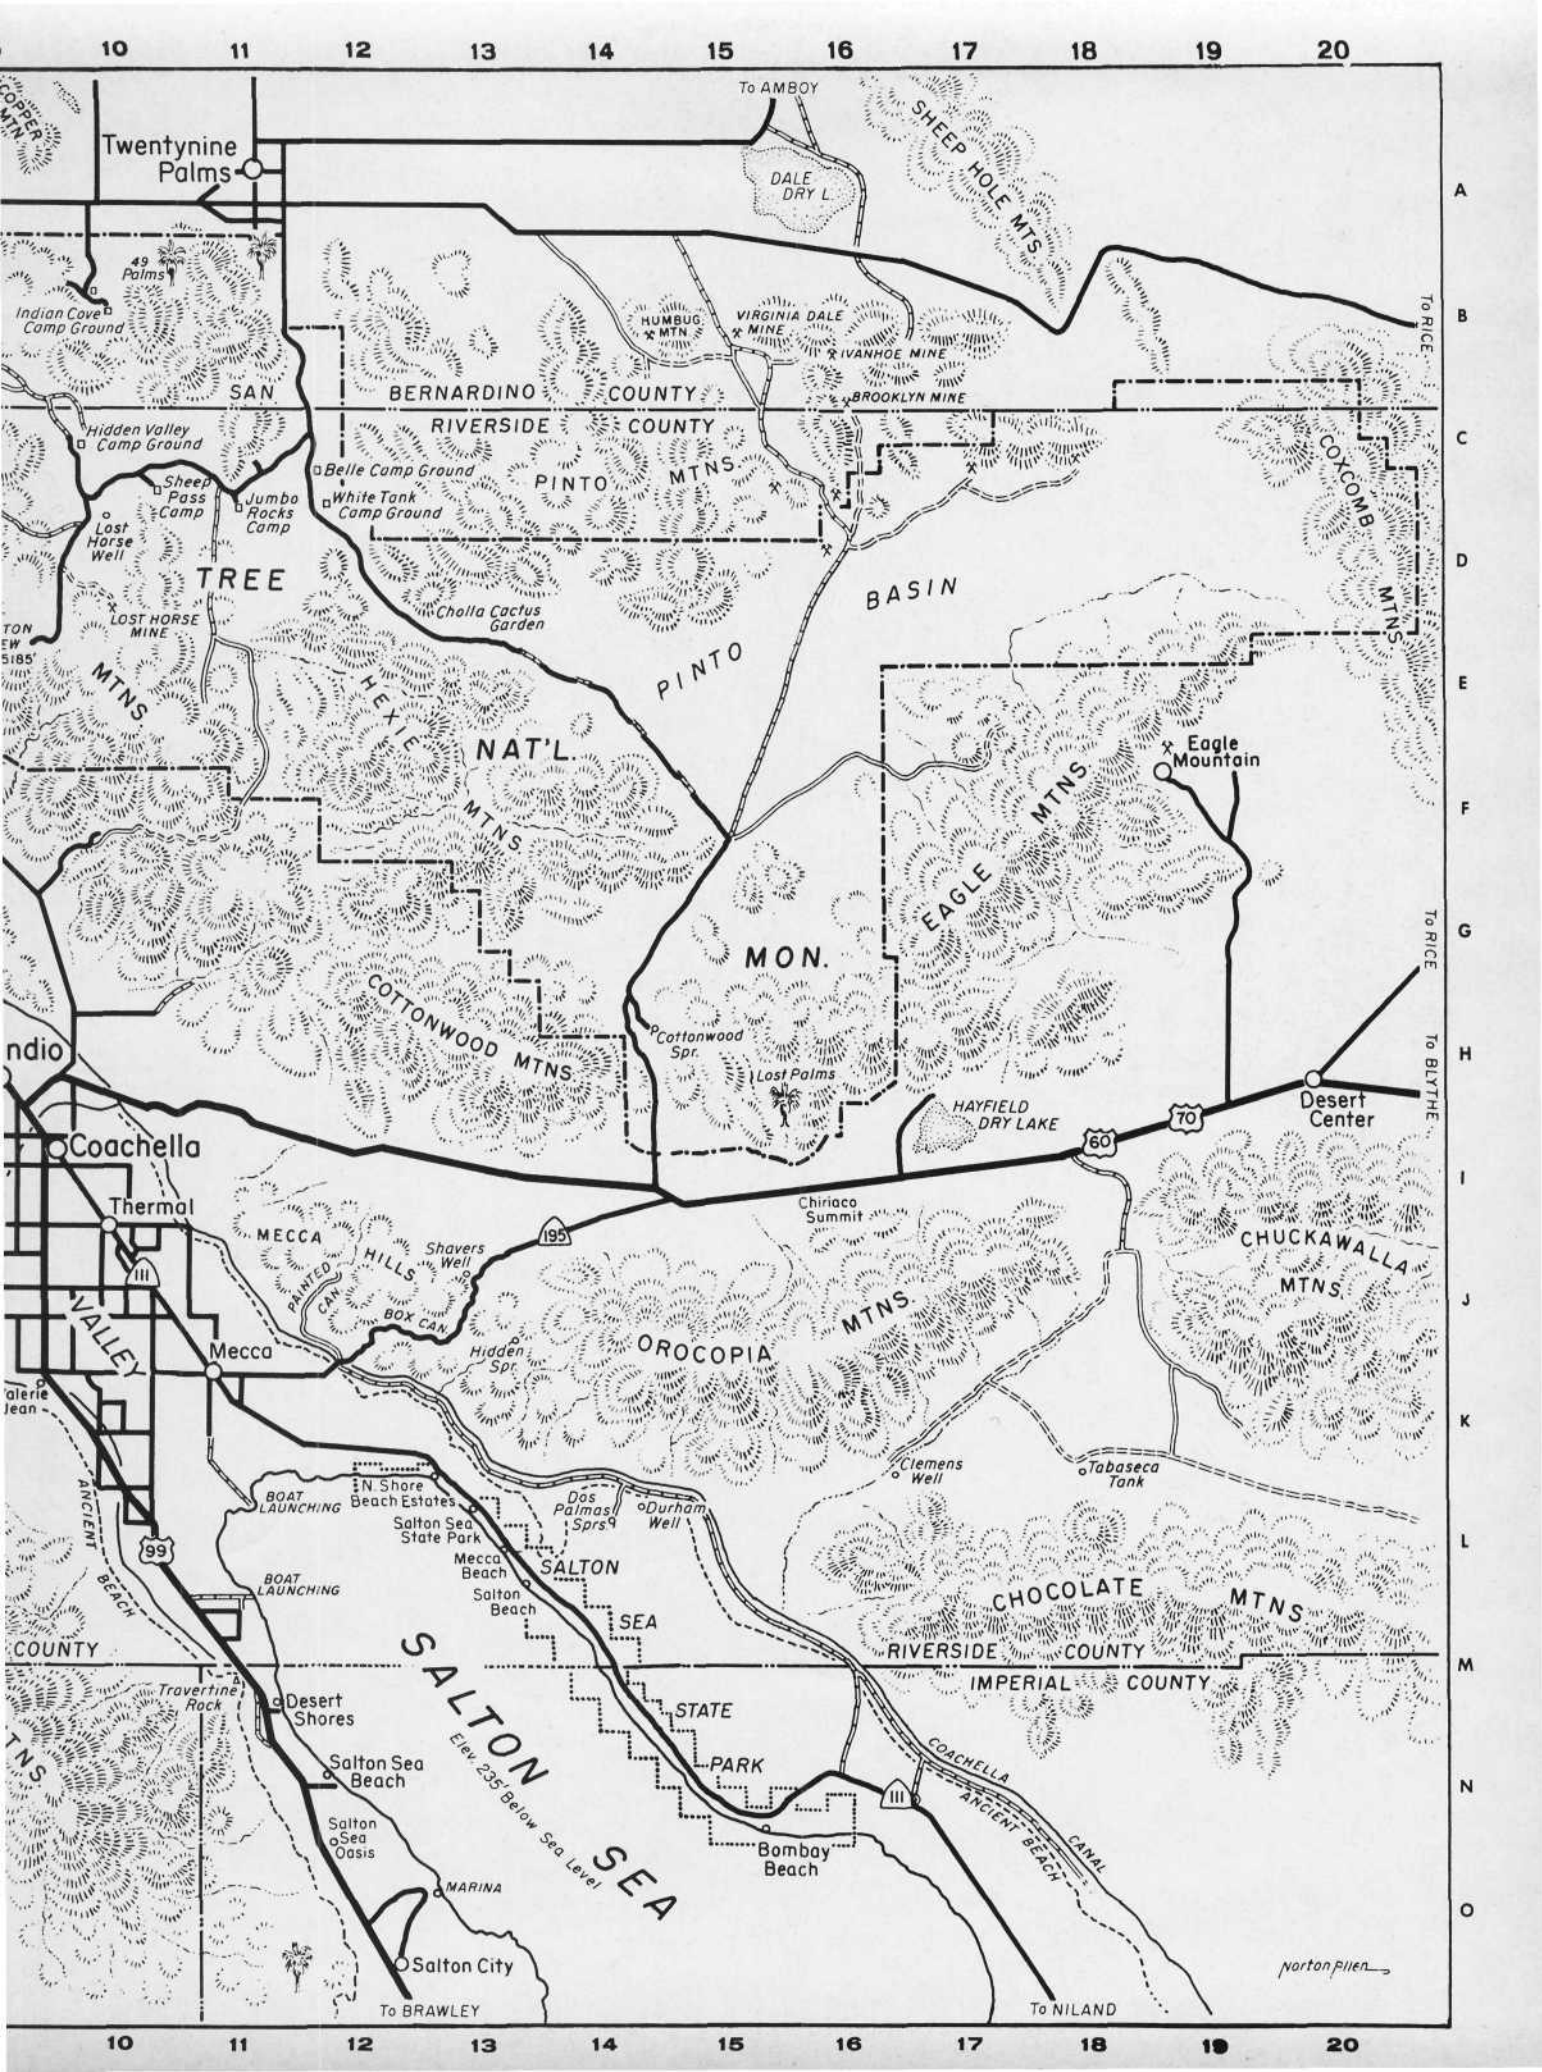 10 11 12 13 14 15 16 17 18 19 20
COPPER
MTN
To AMBOY
Twentynine
Palms
SHEEP HOLE MTS.
DALE
DRY L.
A
49
Palms
Indian Cove
Camp Ground
HUMBUG
MTN
VIRGINIA DALE
MINE
IVANHOE MINE
B
To RICE
SAN BERNARDINO COUNTY
BROOKLYN MINE
RIVERSIDE COUNTY
Hidden Valley
Camp Ground
C
Belle Camp Ground
PINTO MTNS.
COXCOMB MTNS
Sheep
Pass
Camp
Jumbo
Rocks
Camp
White Tank
Camp Ground
Lost
Horse
Well
TREE
D
BASIN
PINTO
LOST HORSE
MINE
Cholla Cactus
Garden
TON
EW
5185'
MTNS.
HEXIE
MTNS
E
NAT'L.
Eagle
Mountain
EAGLE MTNS.
F
G
To RICE
MON.
COTTONWOOD MTNS.
Cottonwood
Spr.
ndio
H
To BLYTHE
Lost Palms
HAYFIELD
DRY LAKE
Desert
Center
70
60
Coachella
I
Thermal
Chiriaco
Summit
195
MECCA
HILLS
Shavers
Well
CHUCKAWALLA
MTNS.
111
PAINTED
CAN.
BOX CAN.
J
VALLEY
OROCOPIA MTNS.
Mecca
Hidden
Spr.
alerie
Jean
K
Clemens
Well
Tabaseca
Tank
ANCIENT
BEACH
BOAT
LAUNCHING
N. Shore
Beach Estates
Dos
Palmas
Sprs
Durham
Well
Salton Sea
State Park
99
Mecca
Beach
SALTON
L
BOAT
LAUNCHING
Salton
Beach
CHOCOLATE MTNS
SEA
COUNTY
RIVERSIDE COUNTY
M
IMPERIAL COUNTY
Travertine
Rock
Desert
Shores
STATE
TNS.
SALTON SEA
Elev. 235' Below Sea Level
Salton Sea
Beach
PARK
COACHELLA
CANAL
N
111
ANCIENT BEACH
Salton
Sea
Oasis
Bombay
Beach
MARINA
O
Salton City
Norton Allen
To BRAWLEY
To NILAND
10 11 12 13 14 15 16 17 18 19 20